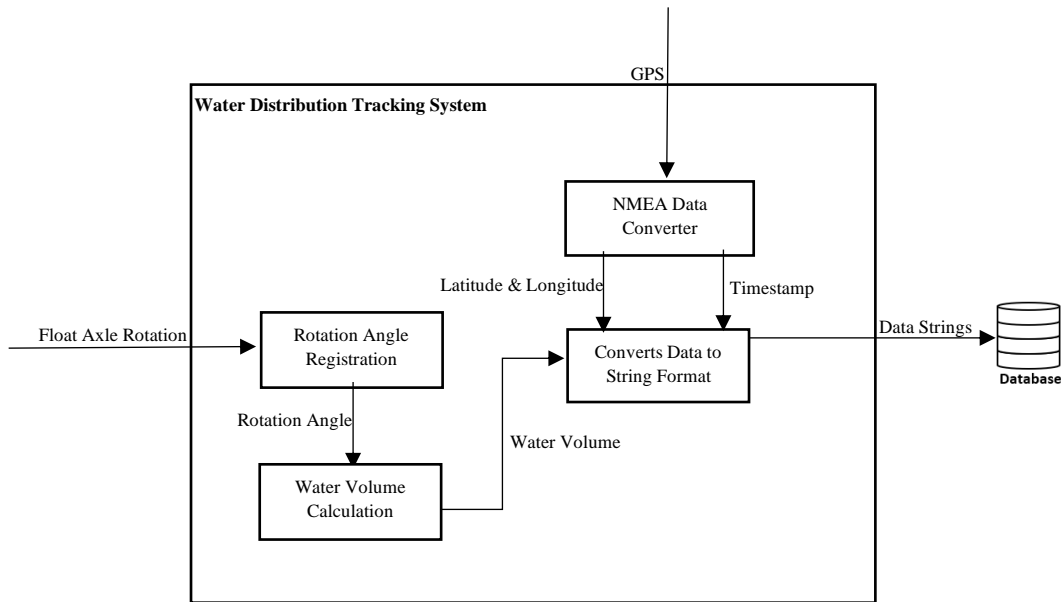 GPS
Water Distribution Tracking System
NMEA Data
Converter
Latitude & Longitude
Timestamp
Float Axle Rotation
Rotation Angle
Registration
Converts Data to
String Format
Data Strings
Database
Rotation Angle
Water Volume
Water Volume
Calculation